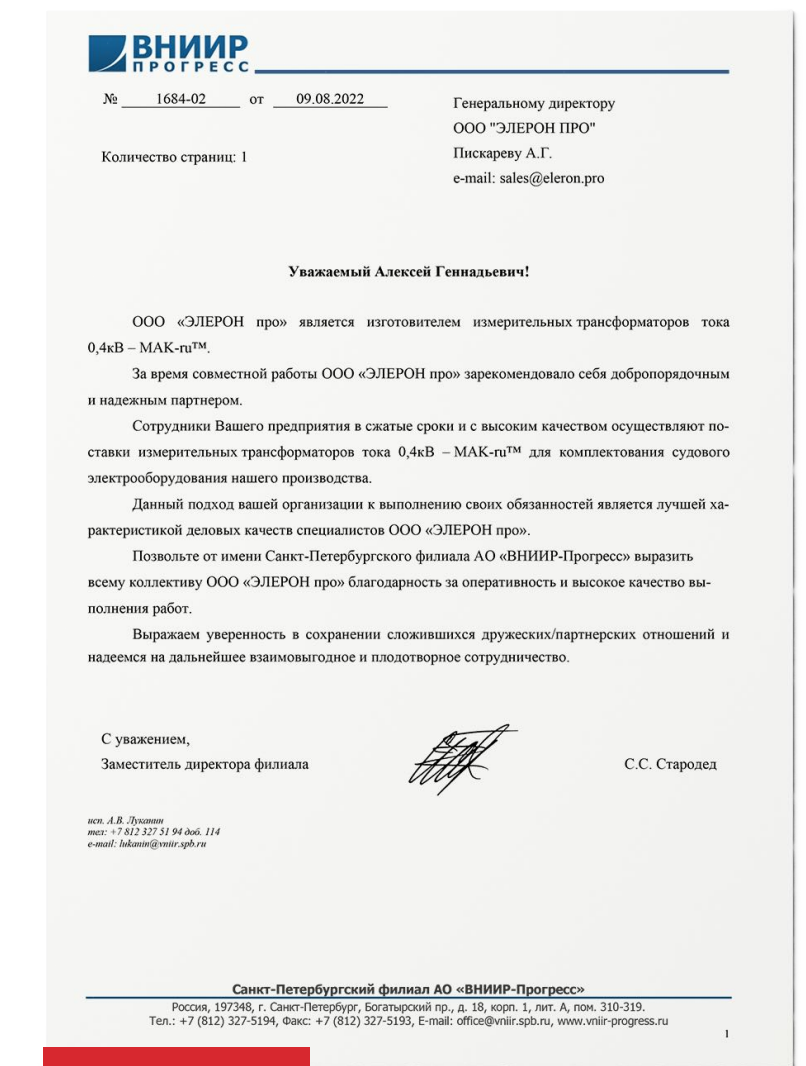 ВНИИР
ПРОГРЕСС
№ 1684-02 от 09.08.2022
Количество страниц: 1
Генеральному директору
ООО "ЭЛЕРОН ПРО"
Пискареву А.Г.
e-mail: sales@eleron.pro
Уважаемый Алексей Геннадьевич!
ООО «ЭЛЕРОН про» является изготовителем измерительных трансформаторов тока
0,4кВ – MAK-ru™.
За время совместной работы ООО «ЭЛЕРОН про» зарекомендовало себя добропорядочным
и надежным партнером.
Сотрудники Вашего предприятия в сжатые сроки и с высоким качеством осуществляют по-
ставки измерительных трансформаторов тока 0,4кВ – MAK-ru™ для комплектования судового
электрооборудования нашего производства.
Данный подход вашей организации к выполнению своих обязанностей является лучшей ха-
рактеристикой деловых качеств специалистов ООО «ЭЛЕРОН про».
Позвольте от имени Санкт-Петербургского филиала АО «ВНИИР-Прогресс» выразить
всему коллективу ООО «ЭЛЕРОН про» благодарность за оперативность и высокое качество вы-
полнения работ.
Выражаем уверенность в сохранении сложившихся дружеских/партнерских отношений и
надеемся на дальнейшее взаимовыгодное и плодотворное сотрудничество.
С уважением,
Заместитель директора филиала
С.С. Стародед
исп. А.В. Луканин
тел: +7 812 327 51 94 доб. 114
e-mail: lukanin@vniir.spb.ru
Санкт-Петербургский филиал АО «ВНИИР-Прогресс»
Россия, 197348, г. Санкт-Петербург, Богатырский пр., д. 18, корп. 1, лит. А, пом. 310-319.
Тел.: +7 (812) 327-5194, Факс: +7 (812) 327-5193, E-mail: office@vniir.spb.ru, www.vniir-progress.ru
1